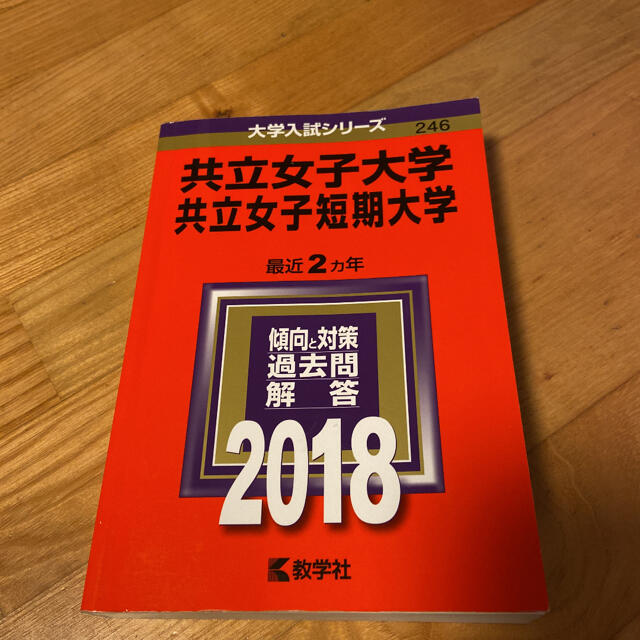 大学入試シリーズ 246
共立女子大学
共立女子短期大学
最近2ヵ年
傾向と対策
過去問
解答
2018
教学社